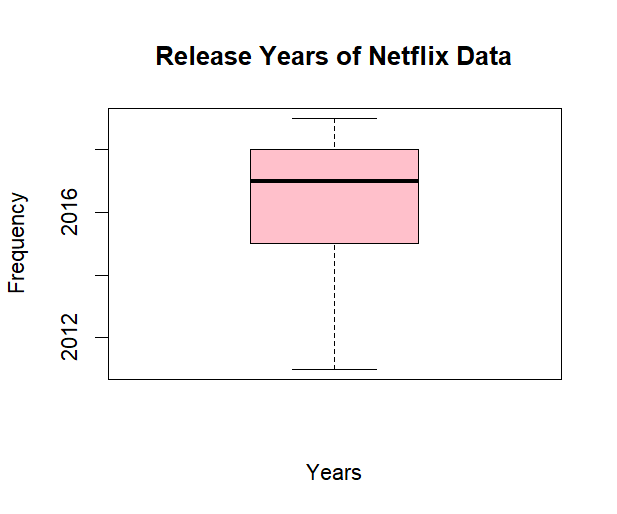 Release Years of Netflix Data
Frequency
2016
2012
Years